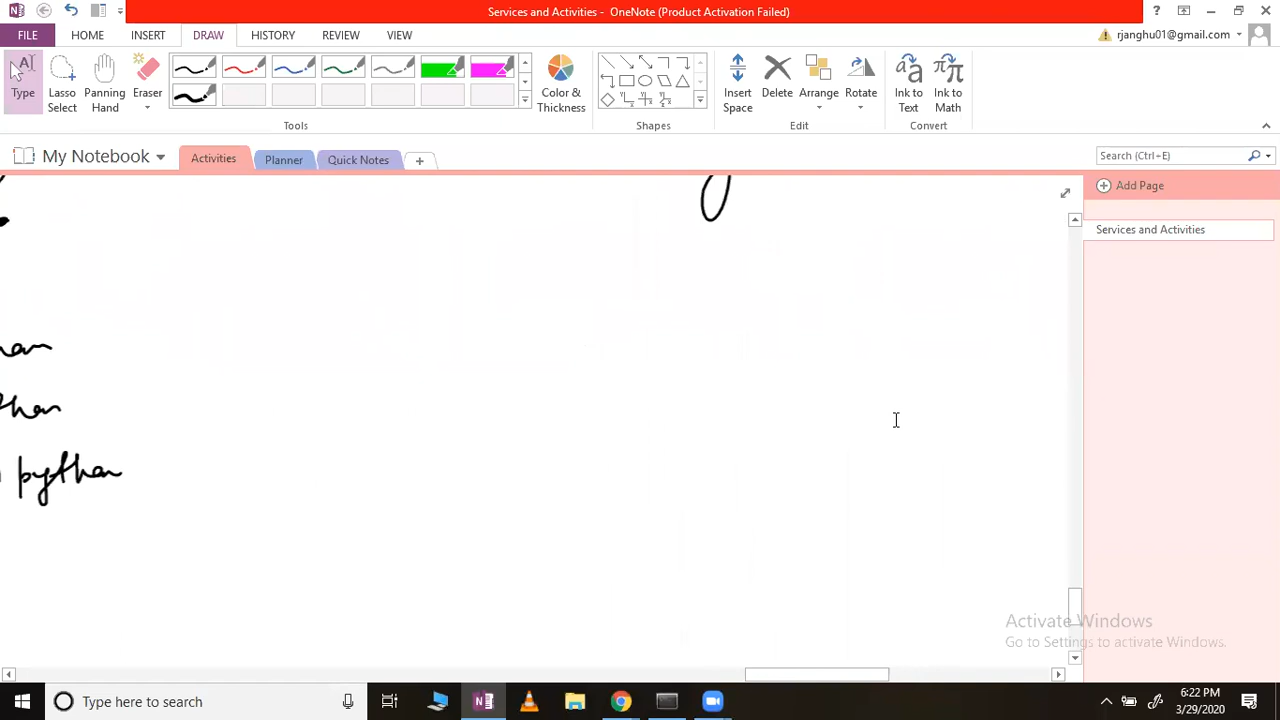 Services and Activities - OneNote (Product Activation Failed)
?
FILE HOME INSERT DRAW HISTORY REVIEW VIEW
rjanghu01@gmail.com
Type
Lasso Select
Panning Hand
Eraser
Color & Thickness
Insert Space
Delete
Arrange
Rotate
Ink to Text
Ink to Math
Tools
Shapes
Edit
Convert
My Notebook
Activities
Planner
Quick Notes
Search (Ctrl+E)
Add Page
Services and Activities
python
Activate Windows
Go to Settings to activate Windows.
Type here to search
6:22 PM
3/29/2020